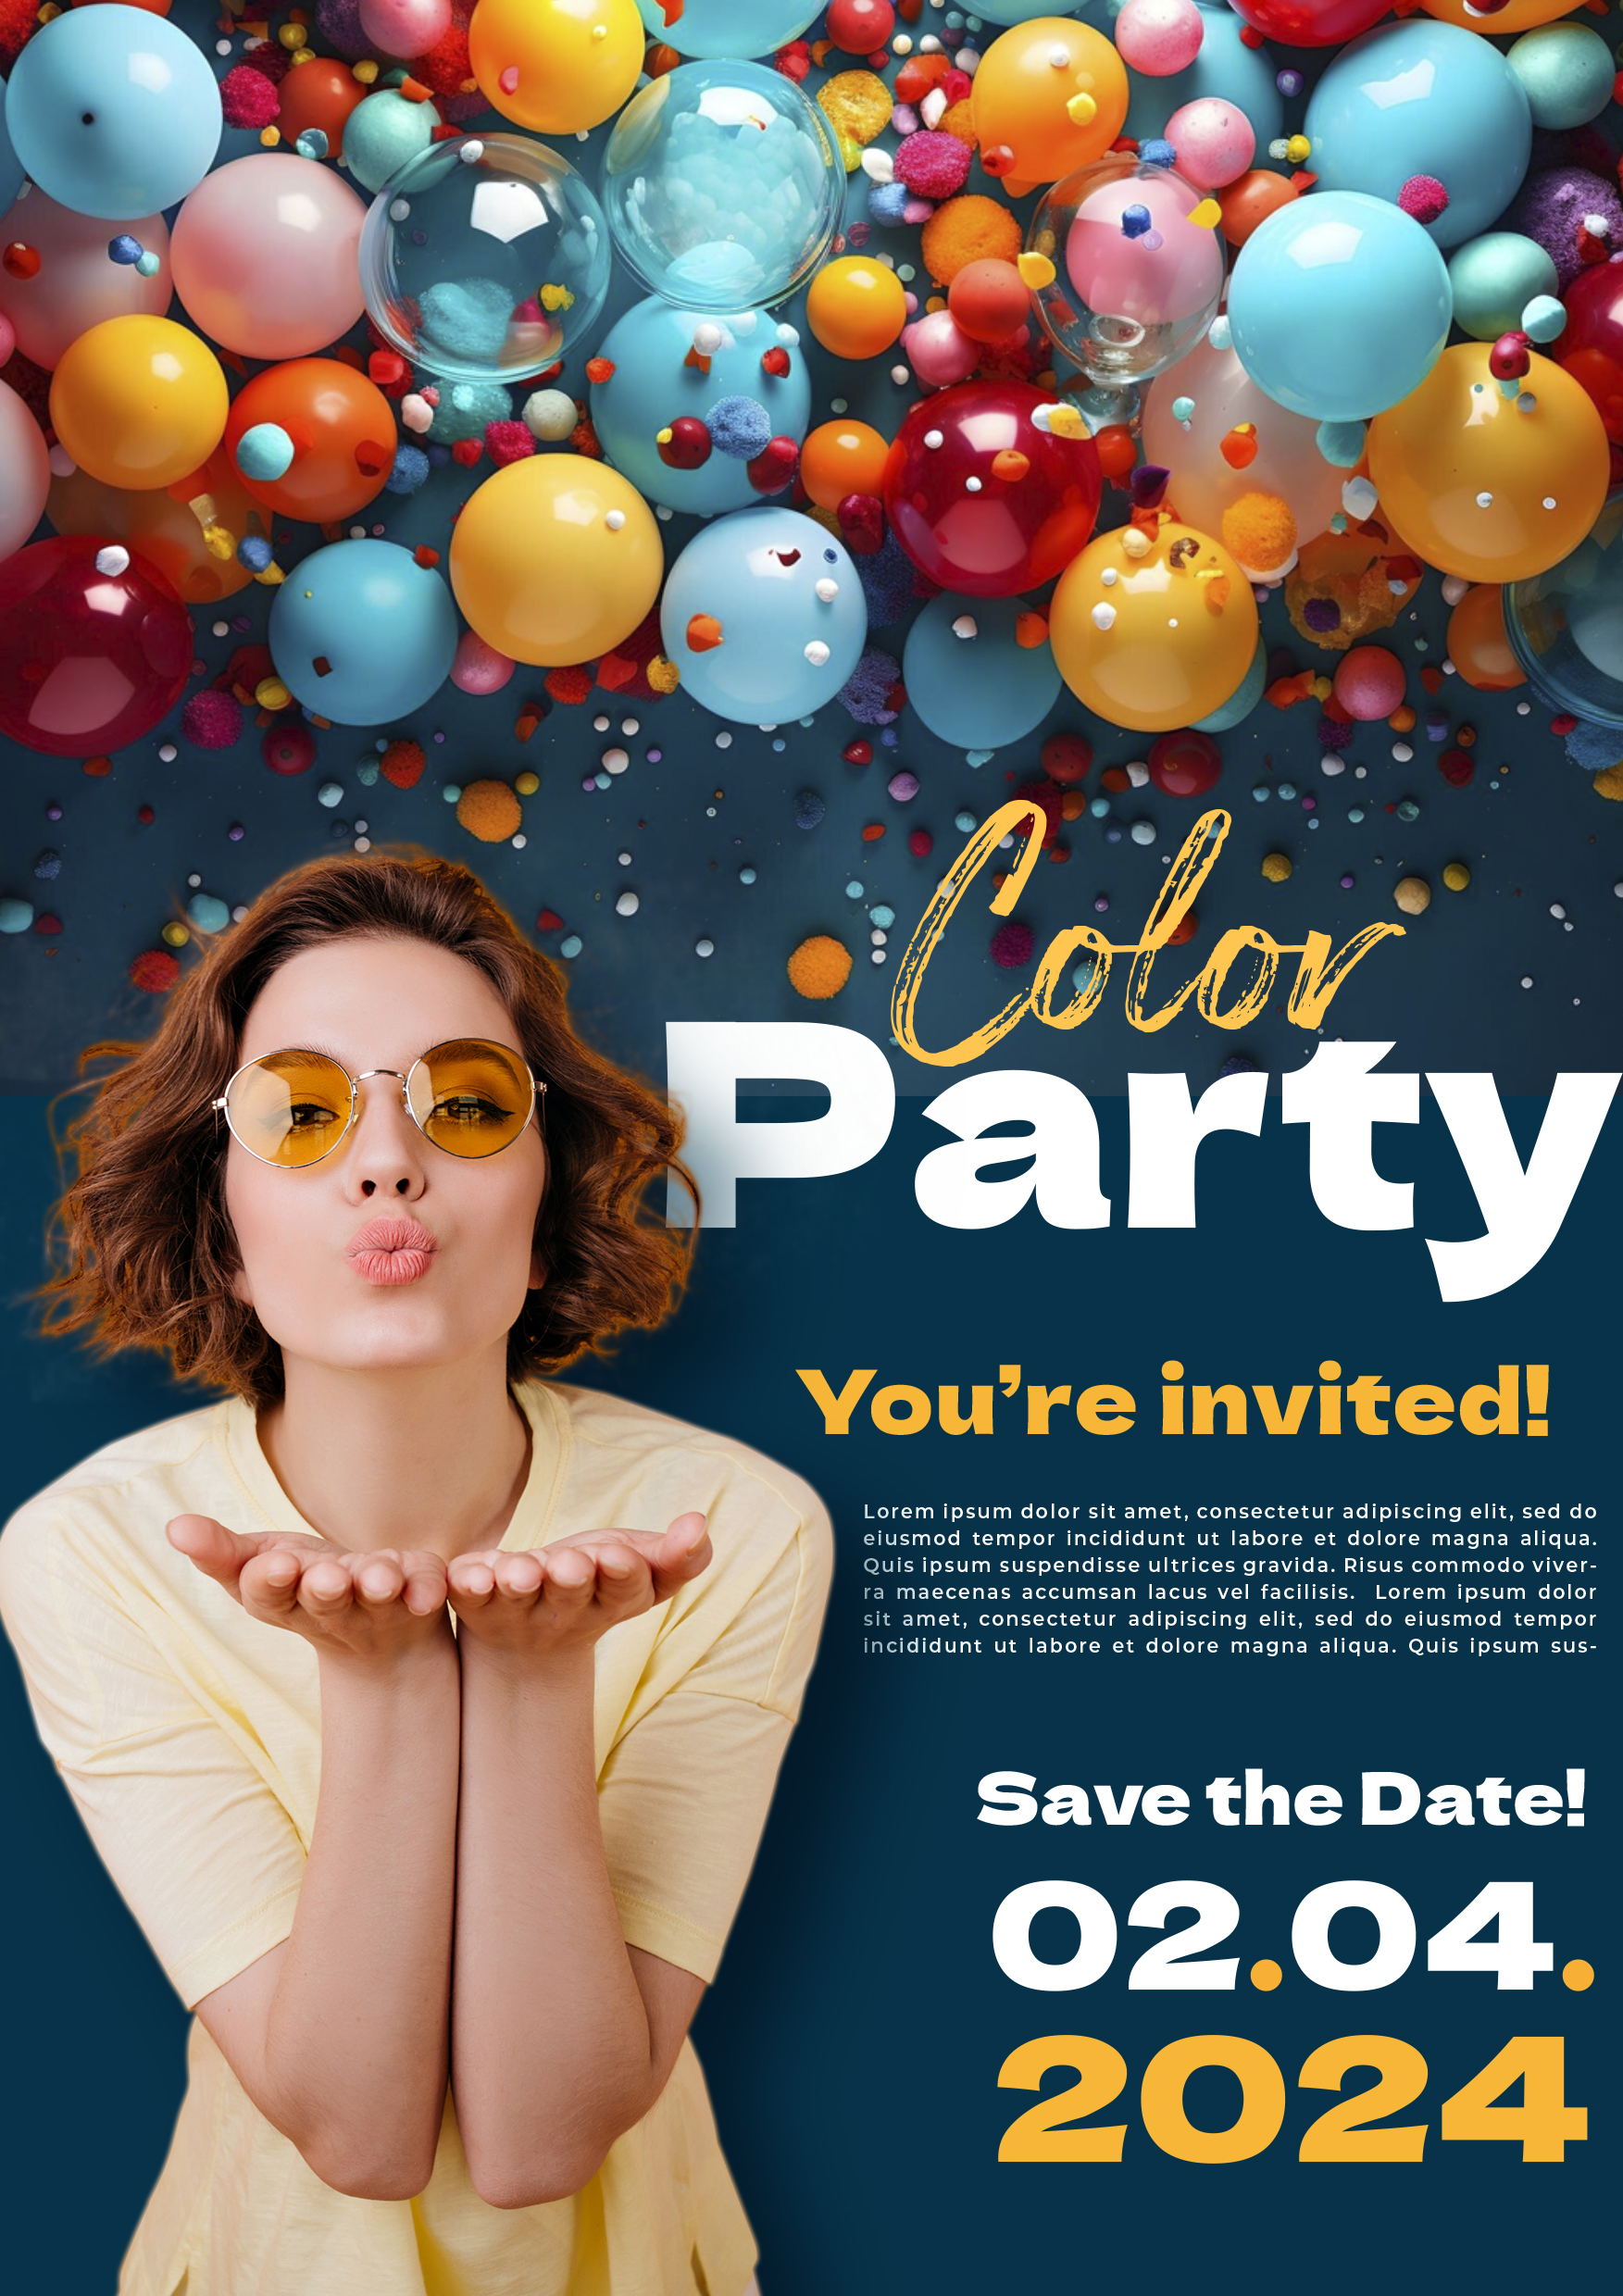 Color
Party
You're invited!
Lorem ipsum dolor sit amet, consectetur adipiscing elit, sed do
eiusmod tempor incididunt ut labore et dolore magna aliqua.
Quis ipsum suspendisse ultrices gravida. Risus commodo viver-
ra maecenas accumsan lacus vel facilisis. Lorem ipsum dolor
sit amet, consectetur adipiscing elit, sed do eiusmod tempor
incididunt ut labore et dolore magna aliqua. Quis ipsum sus-
Save the Date!
02.04.
2024